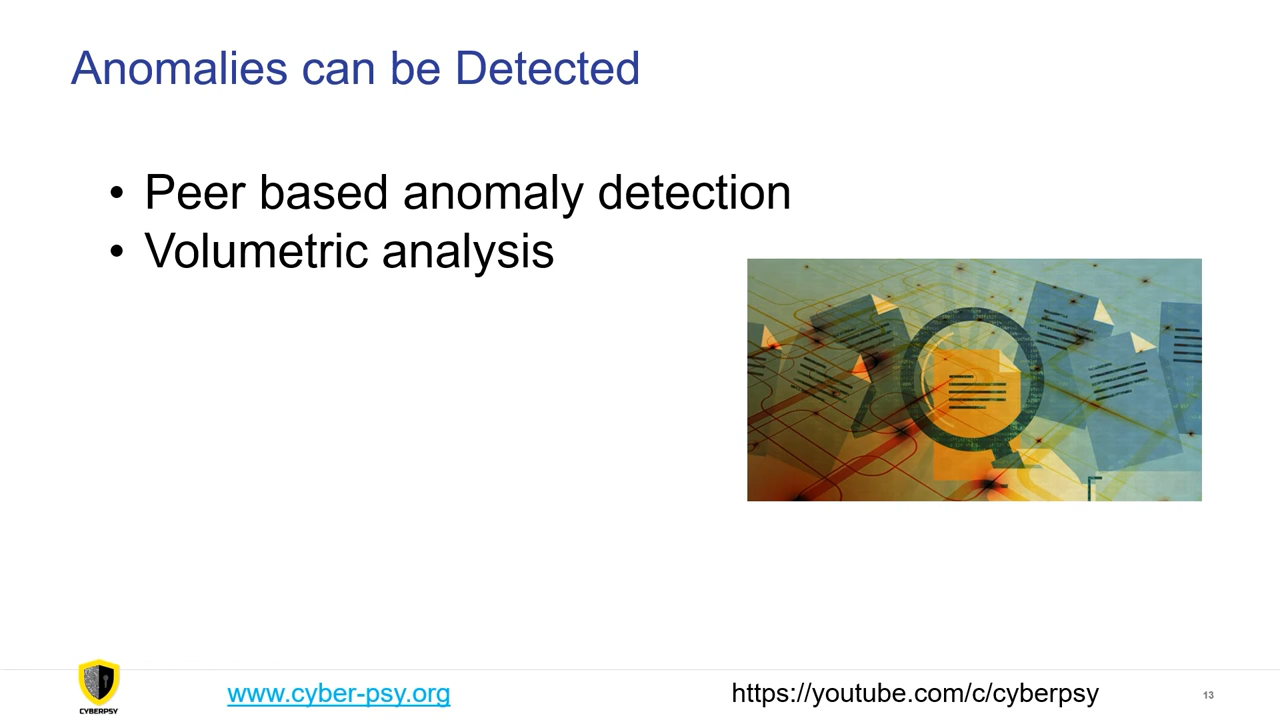 Anomalies can be Detected
• Peer based anomaly detection
• Volumetric analysis
CYBERPSY
www.cyber-psy.org
https://youtube.com/c/cyberpsy
13